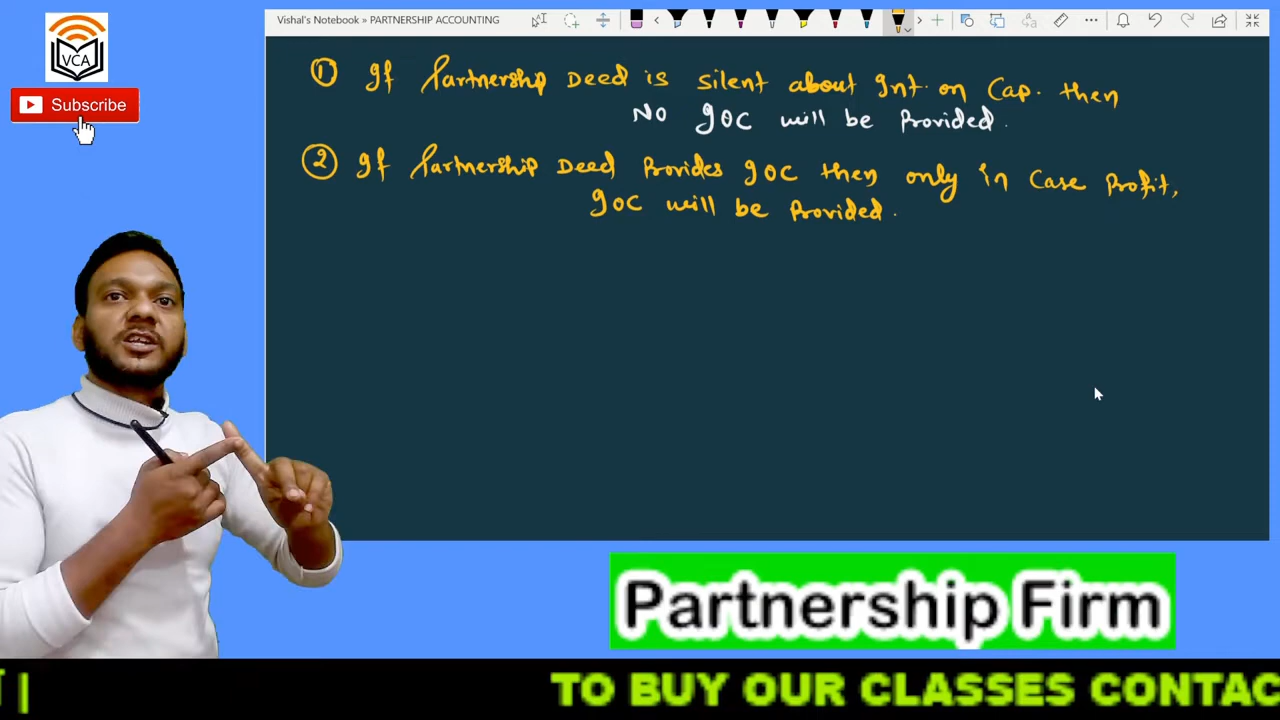 Vishal's Notebook » PARTNERSHIP ACCOUNTING
VCA
Subscribe
① If Partnership Deed is silent about Int. on Cap. then
NO IOC will be Provided.
② If Partnership Deed Provides IOC then only in Case Profit,
IOC will be Provided.
Partnership Firm
TO BUY OUR CLASSES CONTAC